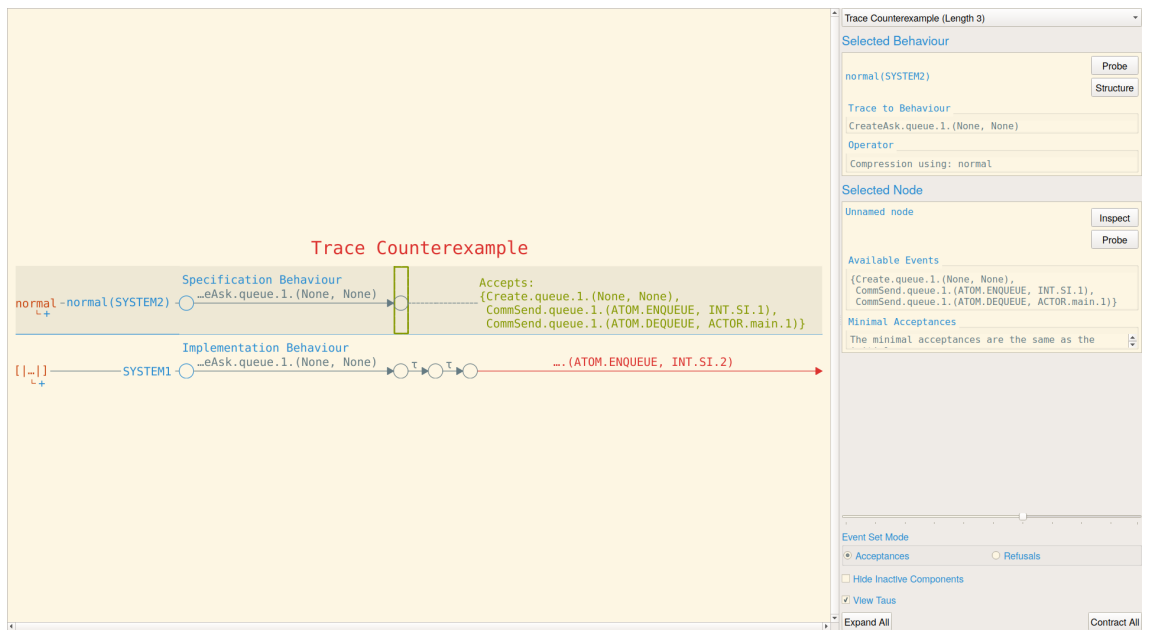 Trace Counterexample
Specification Behaviour
normal
normal(SYSTEM2)
…eAsk.queue.1.(None, None)
Accepts:
{Create.queue.1.(None, None),
CommSend.queue.1.(ATOM.ENQUEUE, INT.SI.1),
CommSend.queue.1.(ATOM.DEQUEUE, ACTOR.main.1)}
Implementation Behaviour
[|…|]
SYSTEM1
…eAsk.queue.1.(None, None)
τ
τ
….(ATOM.ENQUEUE, INT.SI.2)
Trace Counterexample (Length 3)
Selected Behaviour
normal(SYSTEM2)
Probe
Structure
Trace to Behaviour
CreateAsk.queue.1.(None, None)
Operator
Compression using: normal
Selected Node
Unnamed node
Inspect
Probe
Available Events
{Create.queue.1.(None, None),
CommSend.queue.1.(ATOM.ENQUEUE, INT.SI.1),
CommSend.queue.1.(ATOM.DEQUEUE, ACTOR.main.1)}
Minimal Acceptances
The minimal acceptances are the same as the
Event Set Mode
Acceptances
Refusals
Hide Inactive Components
View Taus
Expand All
Contract All